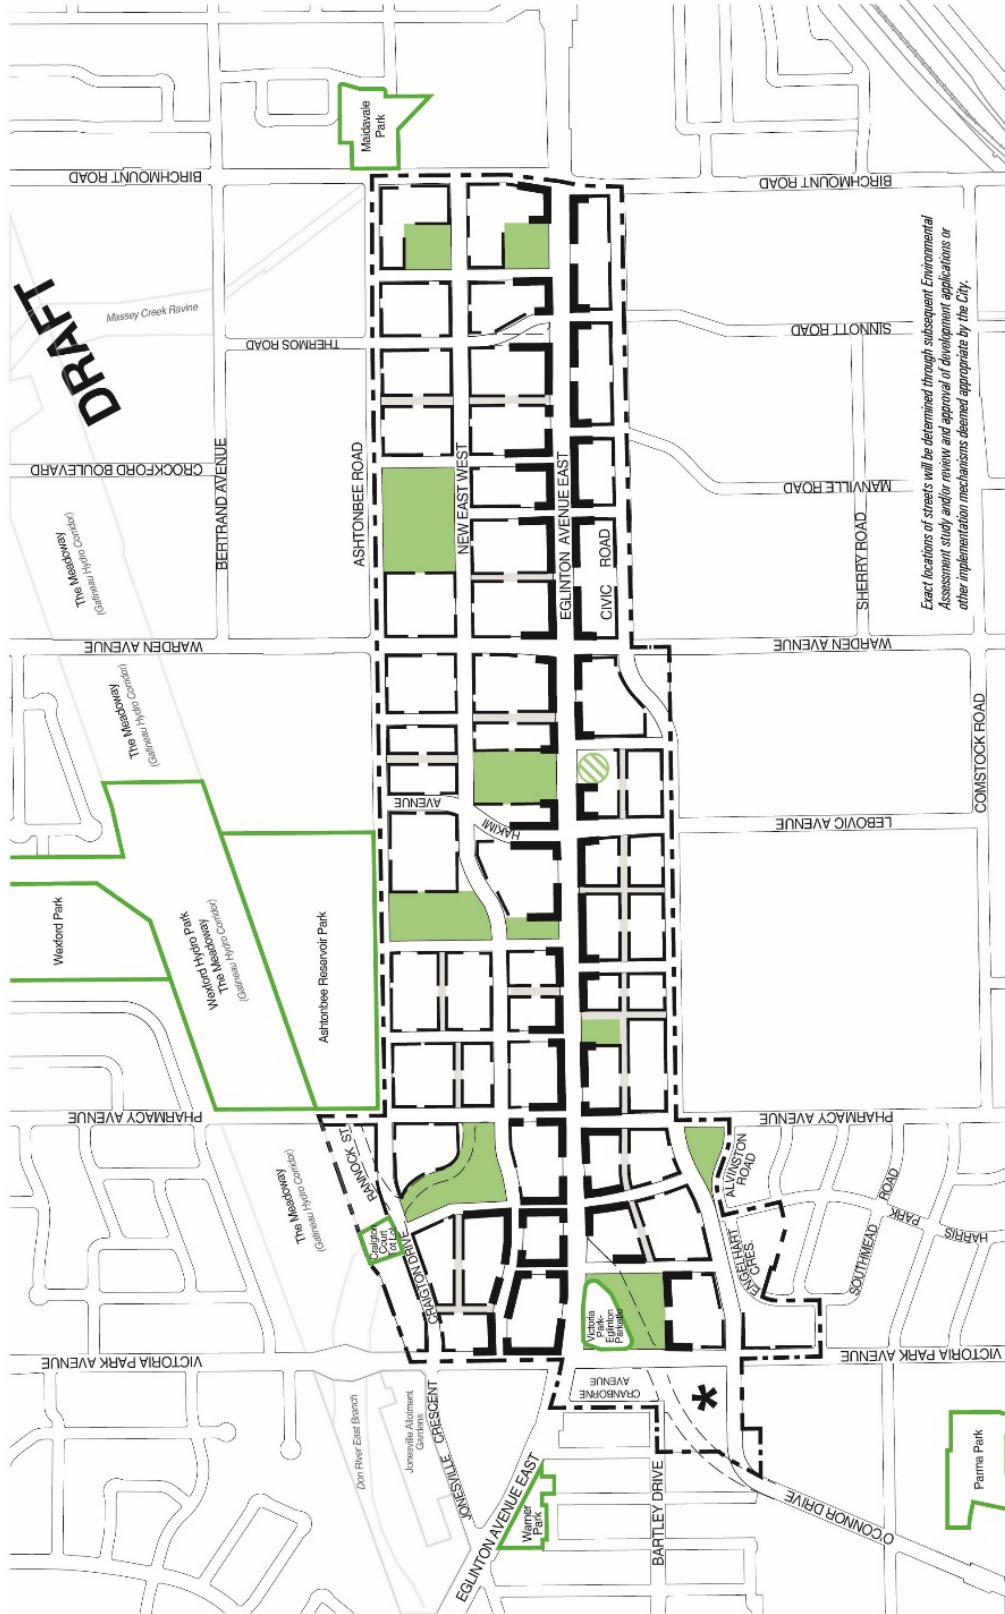 DRAFT
Massey Creek Ravine
Maidavale
Park
BIRCHMOUNT ROAD
BIRCHMOUNT ROAD
THERMOS ROAD
SINNOTT ROAD
CROCKFORD BOULEVARD
BERTRAND AVENUE
ASHTONBEE ROAD
NEW EAST WEST
EGLINTON AVENUE EAST
CIVIC ROAD
MANVILLE ROAD
SHERRY ROAD
Exact locations of streets will be determined through subsequent Environmental
Assessment study and/or review and approval of development applications or
other implementation mechanisms deemed appropriate by the City.
The Meadoway
(Gatineau Hydro Corridor)
WARDEN AVENUE
WARDEN AVENUE
The Meadoway
(Gatineau Hydro Corridor)
COMSTOCK ROAD
HAKIMI
AVENUE
LEBOVIC AVENUE
Wexford Park
Wexford Hydro Park
The Meadoway
(Gatineau Hydro Corridor)
Ashtonbee Reservoir Park
PHARMACY AVENUE
PHARMACY AVENUE
The Meadoway
(Gatineau Hydro Corridor)
RANNOCK ST.
Craigton
Court
Tot Lot
CRAIGTON DRIVE
ALVINSTON
ROAD
ENGELHART
CRES.
SOUTHMEAD
ROAD
HARRIS
PARK
Victoria
Park-
Eglinton
Parkette
VICTORIA PARK AVENUE
VICTORIA PARK AVENUE
CRANBORNE
AVENUE
*
Don River East Branch
Jonesville Allotment
Gardens
JONESVILLE CRESCENT
EGLINTON AVENUE EAST
Warner
Park
BARTLEY DRIVE
O'CONNOR DRIVE
Parma Park